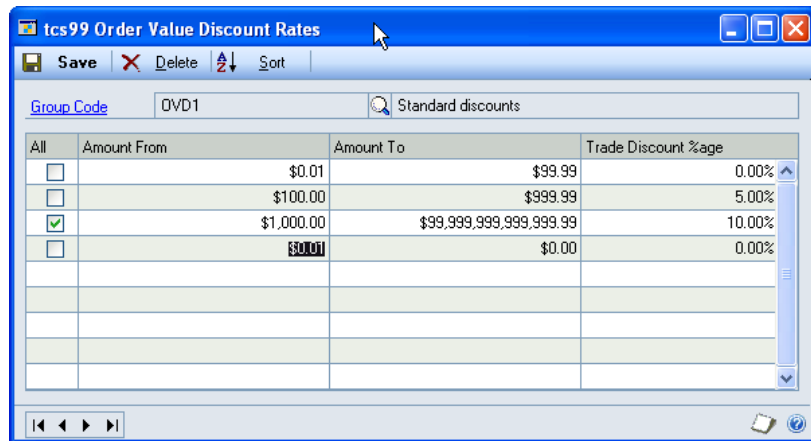 tcs99 Order Value Discount Rates
Save Delete Sort
Group Code OVD1 Standard discounts
All Amount From Amount To Trade Discount %age
$0.01 $99.99 0.00%
$100.00 $999.99 5.00%
$1,000.00 $99,999,999,999,999.99 10.00%
$0.01 $0.00 0.00%